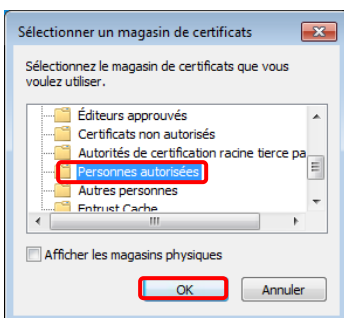 Sélectionner un magasin de certificats
Sélectionnez le magasin de certificats que vous
voulez utiliser.
Éditeurs approuvés
Certificats non autorisés
Autorités de certification racine tierce pa
Personnes autorisées
Autres personnes
Entrust Cache
Afficher les magasins physiques
OK
Annuler